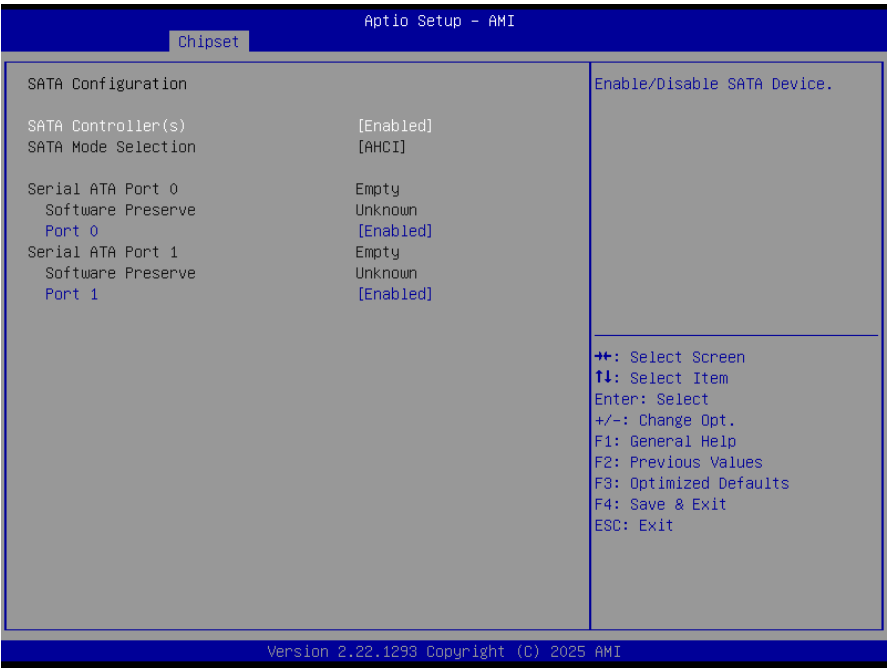 Aptio Setup – AMI
Chipset
SATA Configuration
SATA Controller(s) [Enabled]
SATA Mode Selection [AHCI]
Serial ATA Port 0 Empty
Software Preserve Unknown
Port 0 [Enabled]
Serial ATA Port 1 Empty
Software Preserve Unknown
Port 1 [Enabled]
Enable/Disable SATA Device.
→←: Select Screen
↑↓: Select Item
Enter: Select
+/-: Change Opt.
F1: General Help
F2: Previous Values
F3: Optimized Defaults
F4: Save & Exit
ESC: Exit
Version 2.22.1293 Copyright (C) 2025 AMI